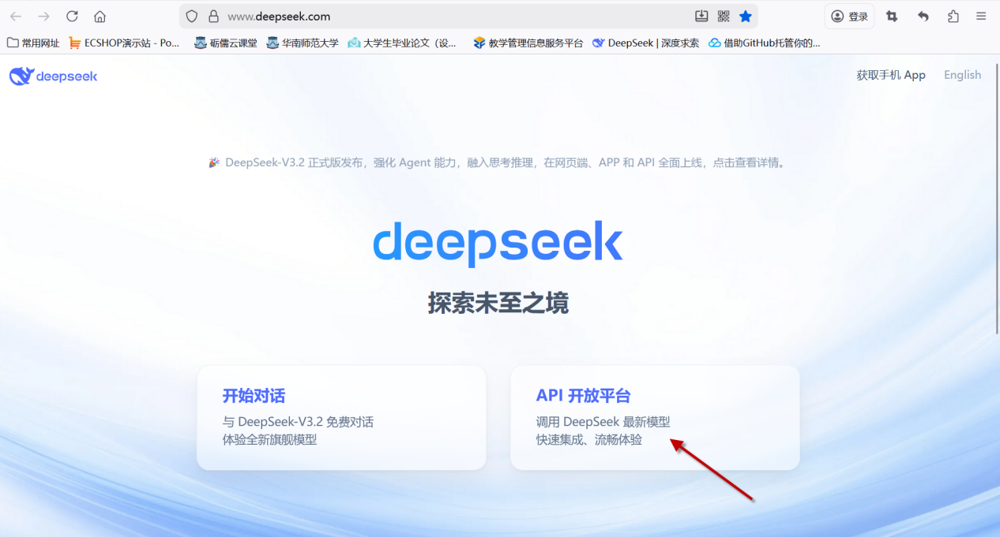 www.deepseek.com
登录
常用网址
ECSHOP演示站 - Po...
砺儒云课堂
华南师范大学
大学生毕业论文（设...
教学管理信息服务平台
DeepSeek | 深度求索
借助GitHub托管你的...
deepseek
获取手机 App
English
DeepSeek-V3.2 正式版发布，强化 Agent 能力，融入思考推理，在网页端、APP 和 API 全面上线，点击查看详情。
deepseek
探索未至之境
开始对话
与 DeepSeek-V3.2 免费对话
体验全新旗舰模型
API 开放平台
调用 DeepSeek 最新模型
快速集成、流畅体验